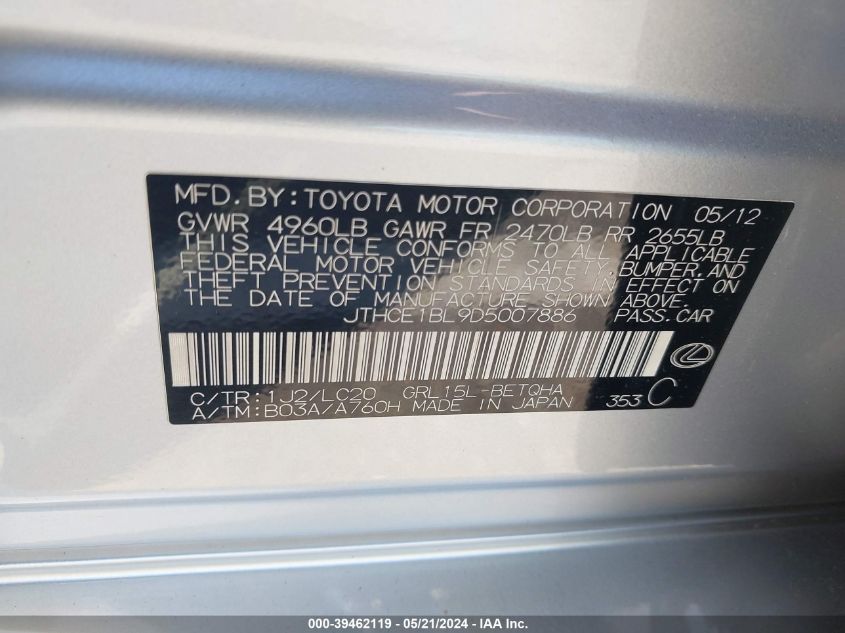 MFD. BY: TOYOTA MOTOR CORPORATION 05/12
GVWR 4960LB GAWR FR 2470LB RR 2655LB
THIS VEHICLE CONFORMS TO ALL APPLICABLE
FEDERAL MOTOR VEHICLE SAFETY, BUMPER, AND
THEFT PREVENTION STANDARDS IN EFFECT ON
THE DATE OF MANUFACTURE SHOWN ABOVE.
JTHCE1BL9D5007886 PASS. CAR
C/TR: 1J2/LC20 GRL15L-BETQHA
A/TM: B03A/A760H MADE IN JAPAN 353 C
000-39462119 - 05/21/2024 - IAA Inc.